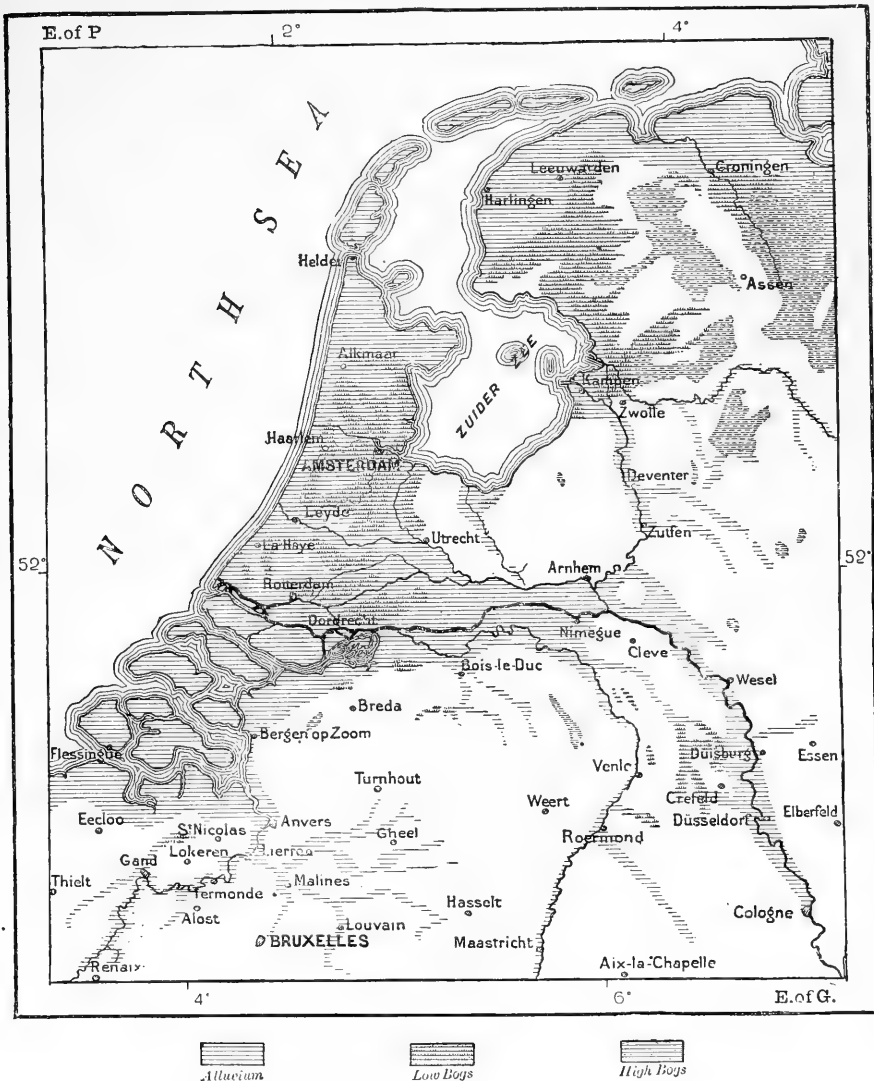 E. of P
2°
4°
NORTH SEA
Leeuwarden
Groningen
Harlingen
Helder
Assen
Alkmaar
ZUIDER ZEE
Kampen
Zwolle
Haarlem
AMSTERDAM
Deventer
Leyde
Utrecht
Zutfen
La Haye
52°
Arnhem
52°
Rotterdam
Dordrecht
Nimegue
Cleve
Bois-le-Duc
Wesel
Breda
Bergen op Zoom
Flessingue
Duisburg
Essen
Venlo
Turnhout
Crefeld
Weert
Düsseldorf
Elberfeld
Eecloo
St Nicolas
Anvers
Gheel
Roermond
Lokeren
Lierre
Gand
Thielt
Termonde
Malines
Alost
Hasselt
Louvain
Cologne
BRUXELLES
Maastricht
Renaix
Aix-la-Chapelle
4°
6°
E. of G.
Alluvium
Low Bogs
High Bogs